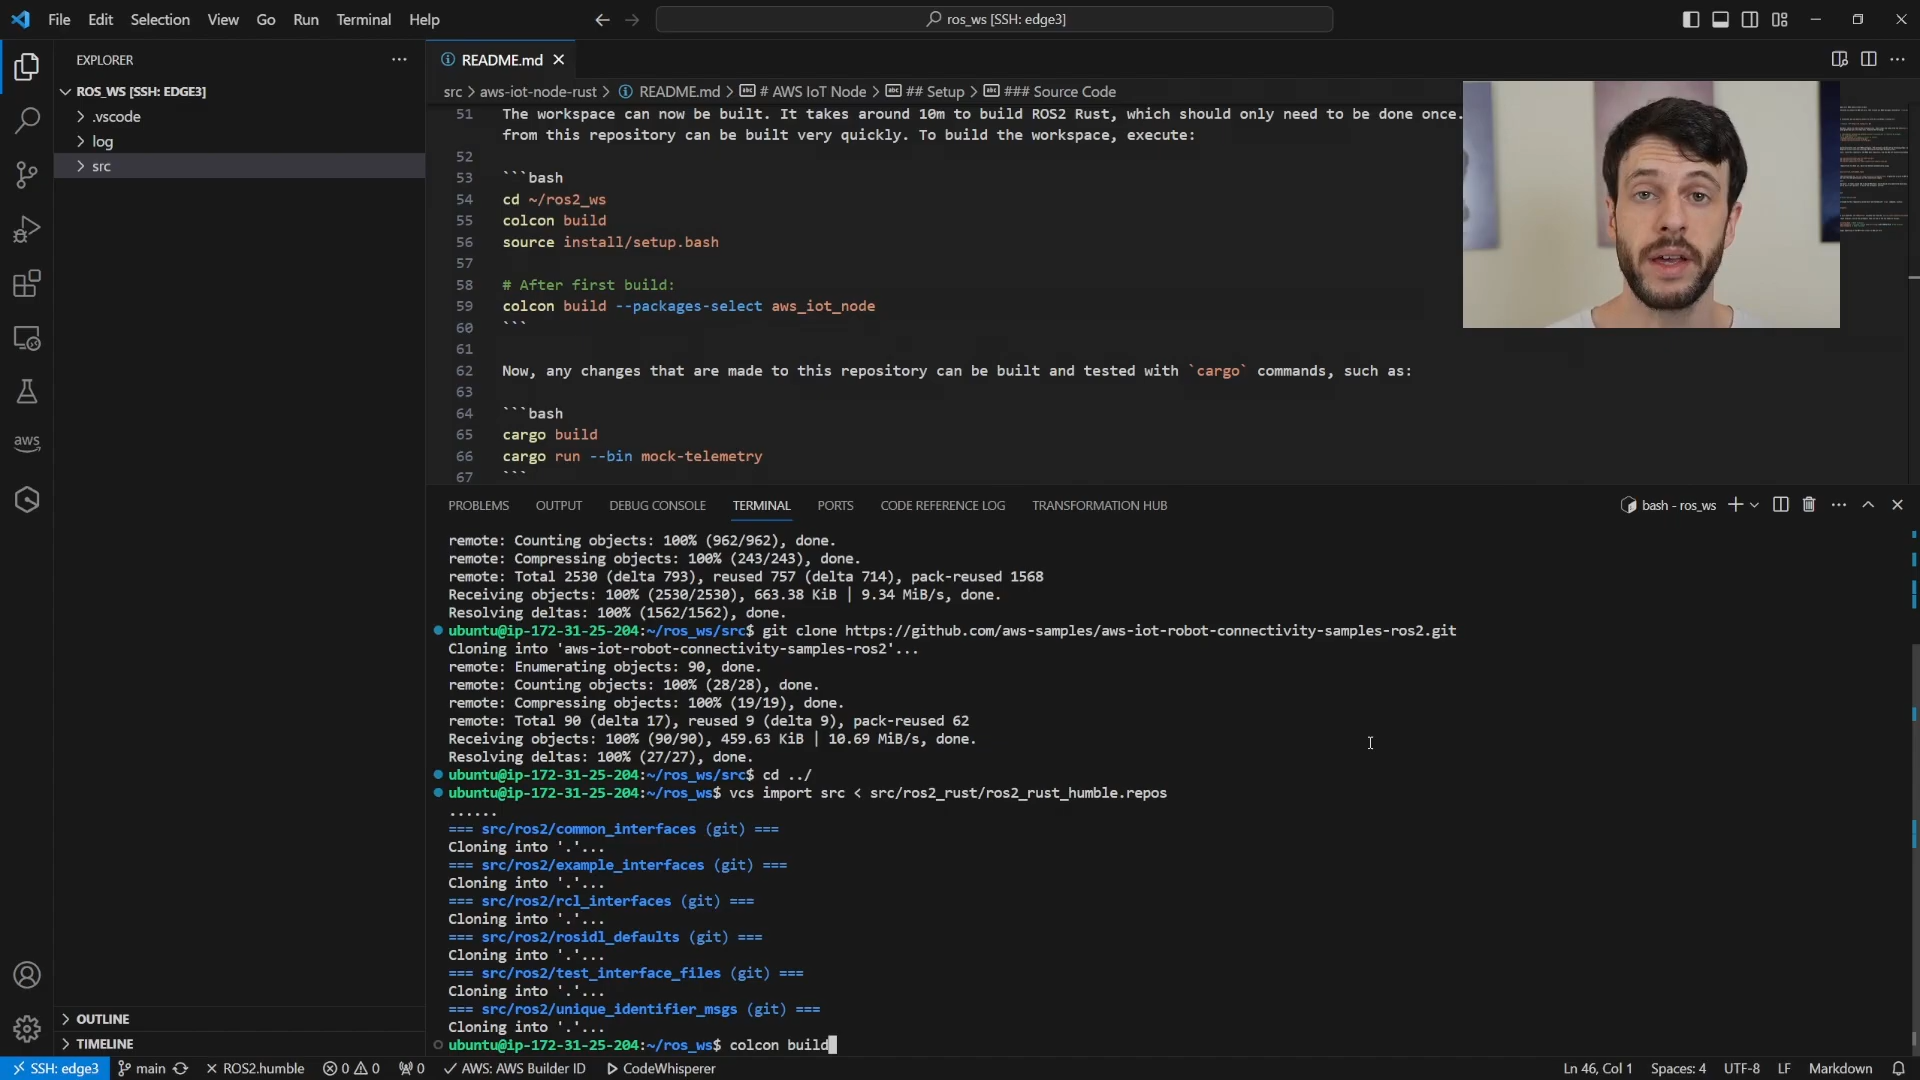 File Edit Selection View Go Run Terminal Help
ros_ws [SSH: edge3]
EXPLORER
ROS_WS [SSH: EDGE3]
.vscode
log
src
README.md
src > aws-iot-node-rust > README.md > # AWS IoT Node > ## Setup > ### Source Code
51 The workspace can now be built. It takes around 10m to build ROS2 Rust, which should only need to be done once.
from this repository can be built very quickly. To build the workspace, execute:
52
53 ```bash
54 cd ~/ros2_ws
55 colcon build
56 source install/setup.bash
57
58 # After first build:
59 colcon build --packages-select aws_iot_node
60 ```
61
62 Now, any changes that are made to this repository can be built and tested with `cargo` commands, such as:
63
64 ```bash
65 cargo build
66 cargo run --bin mock-telemetry
67 ```
PROBLEMS OUTPUT DEBUG CONSOLE TERMINAL PORTS CODE REFERENCE LOG TRANSFORMATION HUB
bash - ros_ws
remote: Counting objects: 100% (962/962), done.
remote: Compressing objects: 100% (243/243), done.
remote: Total 2530 (delta 793), reused 757 (delta 714), pack-reused 1568
Receiving objects: 100% (2530/2530), 663.38 KiB | 9.34 MiB/s, done.
Resolving deltas: 100% (1562/1562), done.
ubuntu@ip-172-31-25-204:~/ros_ws/src$ git clone https://github.com/aws-samples/aws-iot-robot-connectivity-samples-ros2.git
Cloning into 'aws-iot-robot-connectivity-samples-ros2'...
remote: Enumerating objects: 90, done.
remote: Counting objects: 100% (28/28), done.
remote: Compressing objects: 100% (19/19), done.
remote: Total 90 (delta 17), reused 9 (delta 9), pack-reused 62
Receiving objects: 100% (90/90), 459.63 KiB | 10.69 MiB/s, done.
Resolving deltas: 100% (27/27), done.
ubuntu@ip-172-31-25-204:~/ros_ws/src$ cd ../
ubuntu@ip-172-31-25-204:~/ros_ws$ vcs import src < src/ros2_rust/ros2_rust_humble.repos
......
=== src/ros2/common_interfaces (git) ===
Cloning into '.'...
=== src/ros2/example_interfaces (git) ===
Cloning into '.'...
=== src/ros2/rcl_interfaces (git) ===
Cloning into '.'...
=== src/ros2/rosidl_defaults (git) ===
Cloning into '.'...
=== src/ros2/test_interface_files (git) ===
Cloning into '.'...
=== src/ros2/unique_identifier_msgs (git) ===
Cloning into '.'...
ubuntu@ip-172-31-25-204:~/ros_ws$ colcon build
aws
OUTLINE
TIMELINE
SSH: edge3 main ROS2.humble 0 0 0 AWS: AWS Builder ID CodeWhisperer Ln 46, Col 1 Spaces: 4 UTF-8 LF Markdown